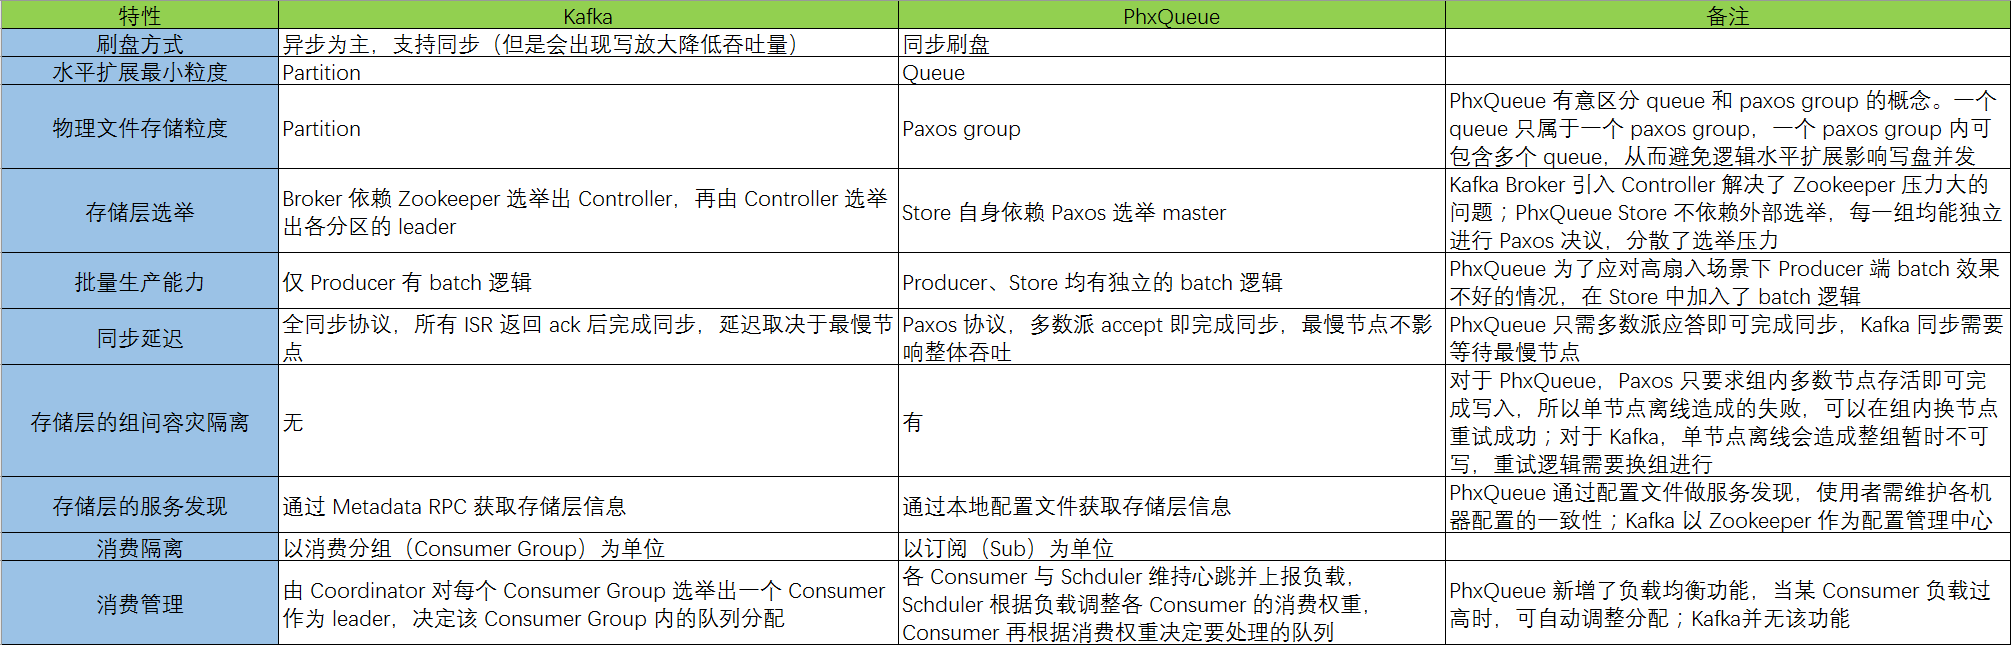 特性
Kafka
PhxQueue
备注
刷盘方式
异步为主，支持同步（但是会出现写放大降低吞吐量）
同步刷盘
水平扩展最小粒度
Partition
Queue
物理文件存储粒度
Partition
Paxos group
PhxQueue 有意区分 queue 和 paxos group 的概念。一个
queue 只属于一个 paxos group，一个 paxos group 内可
包含多个 queue，从而避免逻辑水平扩展影响写盘并发
存储层选举
Broker 依赖 Zookeeper 选举出 Controller，再由 Controller 选举
出各分区的 leader
Store 自身依赖 Paxos 选举 master
Kafka Broker 引入 Controller 解决了 Zookeeper 压力大的
问题；PhxQueue Store 不依赖外部选举，每一组均能独立
进行 Paxos 决议，分散了选举压力
批量生产能力
仅 Producer 有 batch 逻辑
Producer、Store 均有独立的 batch 逻辑
PhxQueue 为了应对高扇入场景下 Producer 端 batch 效果
不好的情况，在 Store 中加入了 batch 逻辑
同步延迟
全同步协议，所有 ISR 返回 ack 后完成同步，延迟取决于最慢节
点
Paxos 协议，多数派 accept 即完成同步，最慢节点不影
响整体吞吐
PhxQueue 只需多数派应答即可完成同步，Kafka 同步需要
等待最慢节点
存储层的组间容灾隔离
无
有
对于 PhxQueue，Paxos 只要求组内多数节点存活即可完
成写入，所以单节点离线造成的失败，可以在组内换节点
重试成功；对于 Kafka，单节点离线会造成整组暂时不可
写，重试逻辑需要换组进行
存储层的服务发现
通过 Metadata RPC 获取存储层信息
通过本地配置文件获取存储层信息
PhxQueue 通过配置文件做服务发现，使用者需维护各机
器配置的一致性；Kafka 以 Zookeeper 作为配置管理中心
消费隔离
以消费分组（Consumer Group）为单位
以订阅（Sub）为单位
消费管理
由 Coordinator 对每个 Consumer Group 选举出一个 Consumer
作为 leader，决定该 Consumer Group 内的队列分配
各 Consumer 与 Schduler 维持心跳并上报负载，
Schduler 根据负载调整各 Consumer 的消费权重，
Consumer 再根据消费权重决定要处理的队列
PhxQueue 新增了负载均衡功能，当某 Consumer 负载过
高时，可自动调整分配；Kafka并无该功能